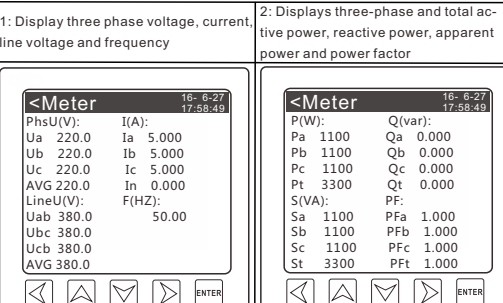 1: Display three phase voltage, current,
line voltage and frequency
<Meter 16- 6-27
17:58:49
PhsU(V): I(A):
Ua 220.0 Ia 5.000
Ub 220.0 Ib 5.000
Uc 220.0 Ic 5.000
AVG 220.0 In 0.000
LineU(V): F(HZ):
Uab 380.0 50.00
Ubc 380.0
Ucb 380.0
AVG 380.0
ENTER
2: Displays three-phase and total ac-
tive power, reactive power, apparent
power and power factor
<Meter 16- 6-27
17:58:49
P(W): Q(var):
Pa 1100 Qa 0.000
Pb 1100 Qb 0.000
Pc 1100 Qc 0.000
Pt 3300 Qt 0.000
S(VA): PF:
Sa 1100 PFa 1.000
Sb 1100 PFb 1.000
Sc 1100 PFc 1.000
St 3300 PFt 1.000
ENTER